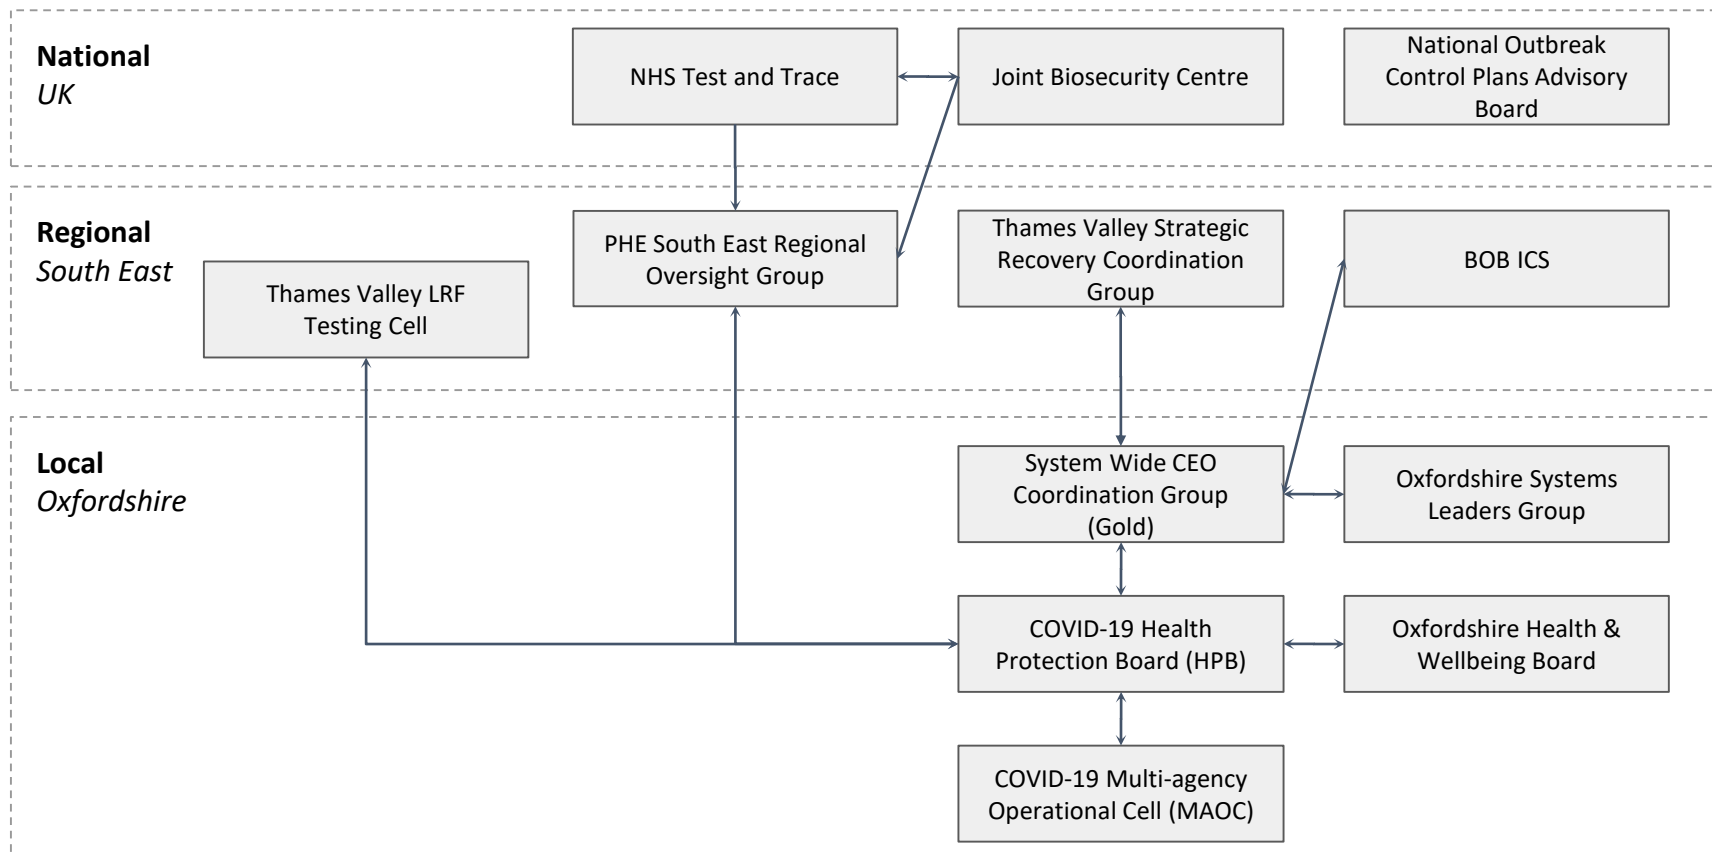 National
UK
NHS Test and Trace
Joint Biosecurity Centre
National Outbreak
Control Plans Advisory
Board
Regional
South East
Thames Valley LRF
Testing Cell
PHE South East Regional
Oversight Group
Thames Valley Strategic
Recovery Coordination
Group
BOB ICS
Local
Oxfordshire
System Wide CEO
Coordination Group
(Gold)
Oxfordshire Systems
Leaders Group
COVID-19 Health
Protection Board (HPB)
Oxfordshire Health &
Wellbeing Board
COVID-19 Multi-agency
Operational Cell (MAOC)